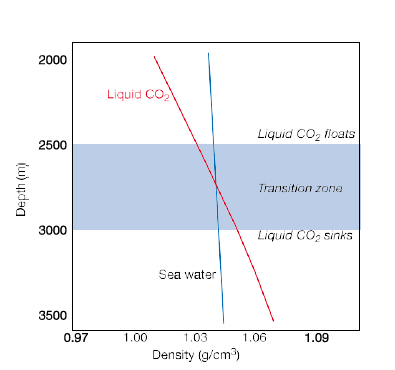 2000
Liquid CO₂
Liquid CO₂ floats
2500
Transition zone
3000
Liquid CO₂ sinks
Sea water
3500
0.97 1.00 1.03 1.06 1.09
Density (g/cm³)
Depth (m)